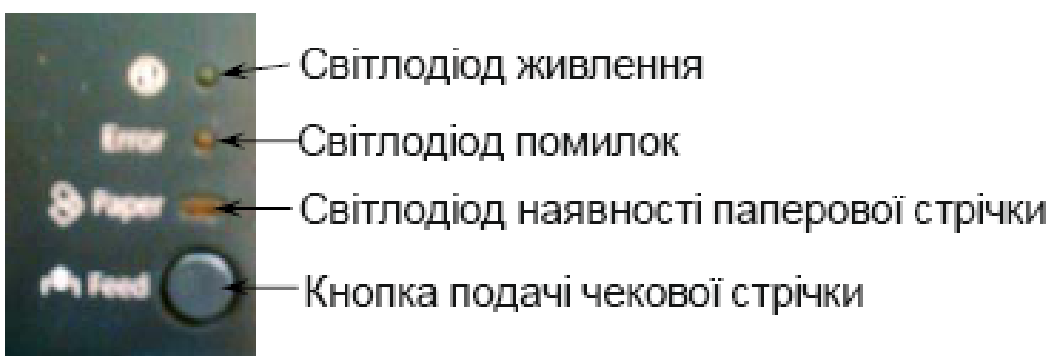 Світлодіод живлення
Error Світлодіод помилок
Paper Світлодіод наявності паперової стрічки
Feed Кнопка подачі чекової стрічки